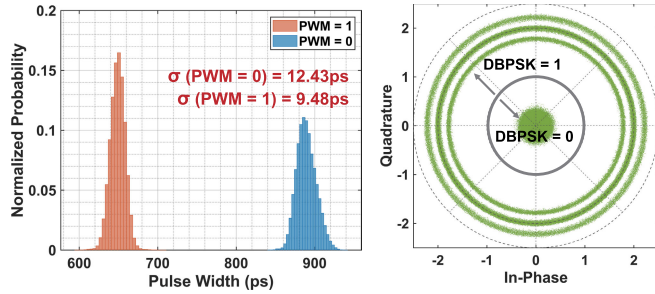 0.2
0.15
0.1
0.05
0
Normalized Probability
PWM = 1
PWM = 0
σ (PWM = 0) = 12.43ps
σ (PWM = 1) = 9.48ps
600
700
800
900
Pulse Width (ps)
2
1
0
-1
-2
Quadrature
DBPSK = 1
DBPSK = 0
-2
-1
0
1
2
In-Phase